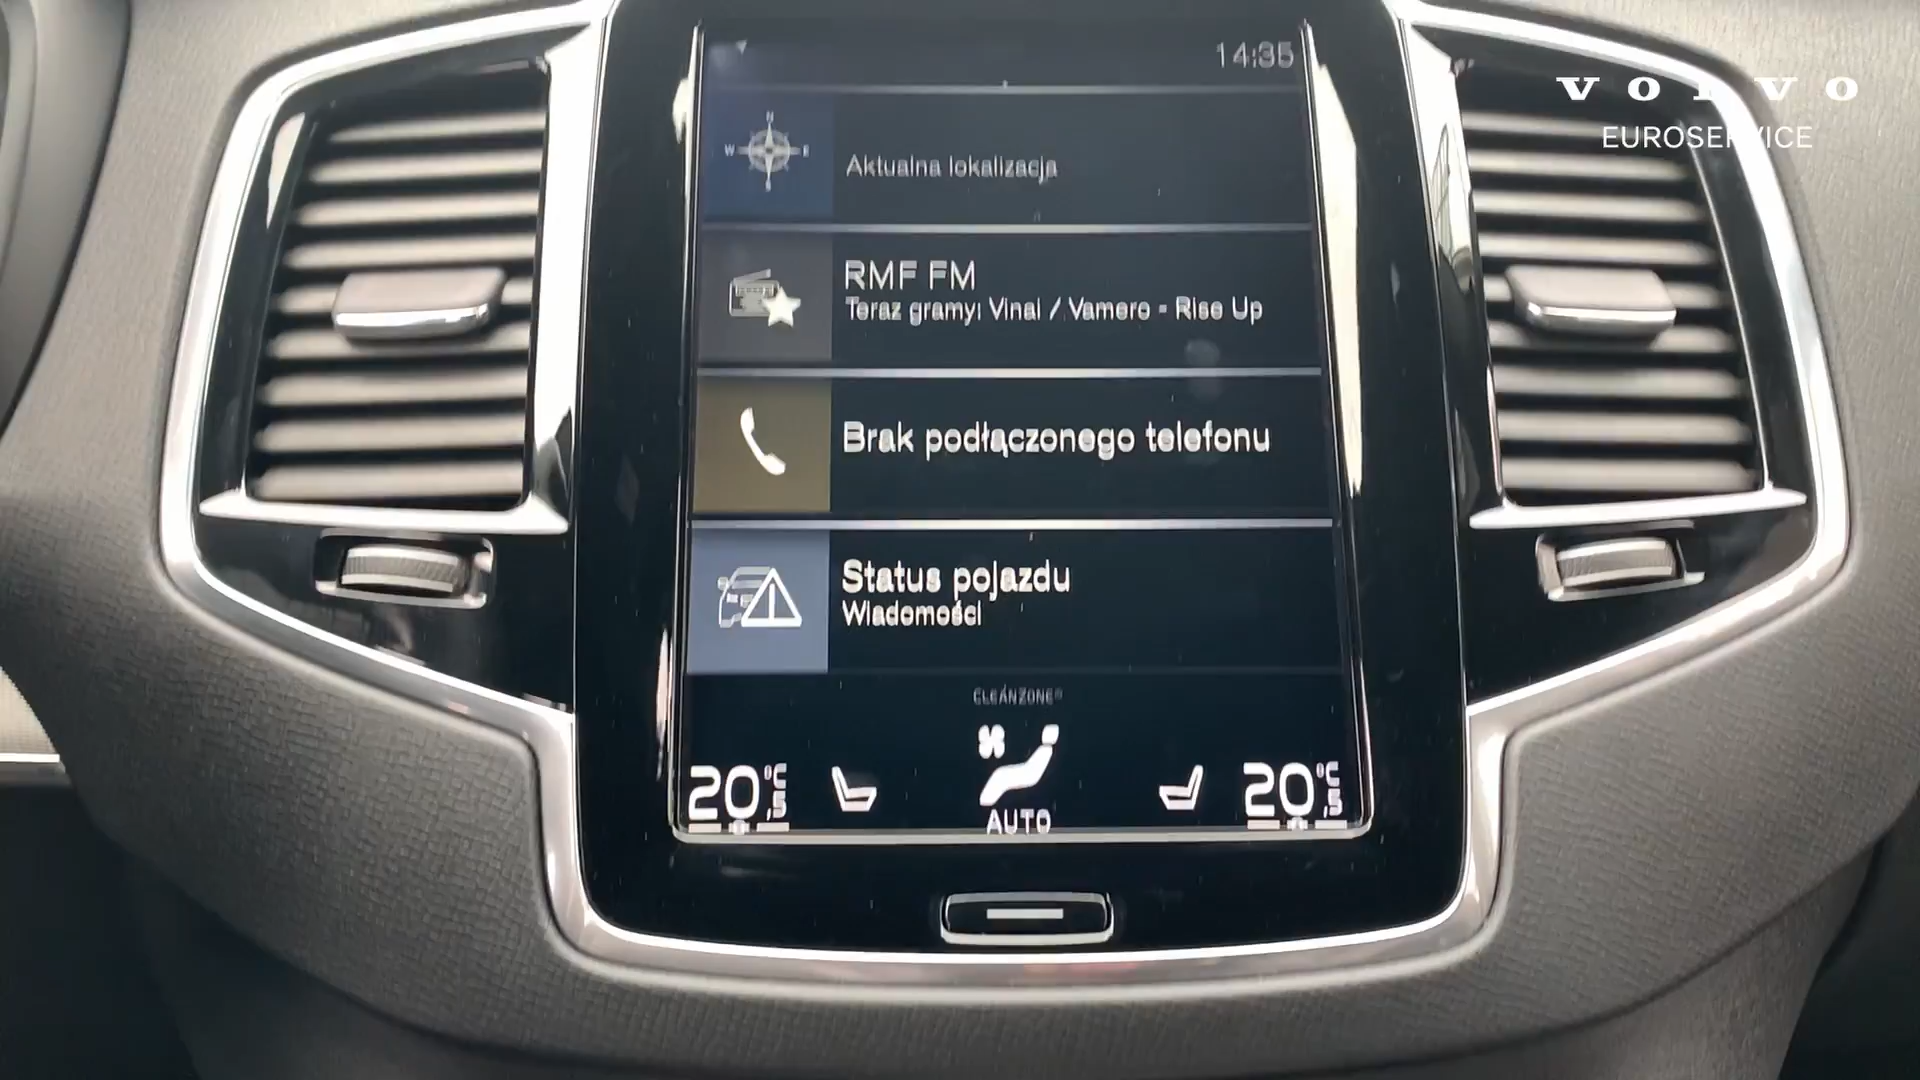 14:35
VOLVO
EUROSERVICE
N
W E
S
Aktualna lokalizacja
RMF FM
Teraz gramy: Vinai / Vamero - Rise Up
Brak podłączonego telefonu
Status pojazdu
Wiadomości
CLEANZONE®
20,5 °C
20,5 °C
AUTO